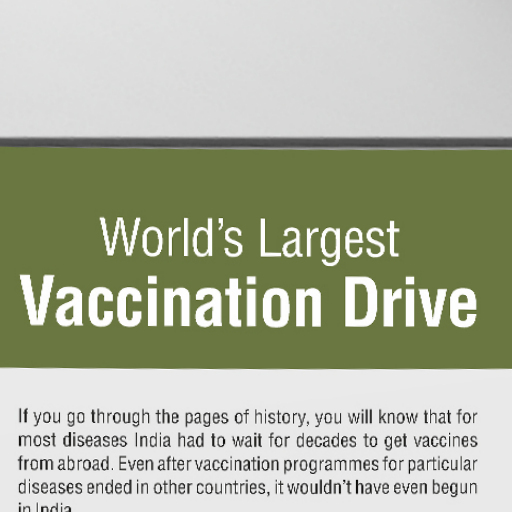 World's Largest
Vaccination Drive
If you go through the pages of history, you will know that for
most diseases India had to wait for decades to get vaccines
from abroad. Even after vaccination programmes for particular
diseases ended in other countries, it wouldn't have even begun
in India